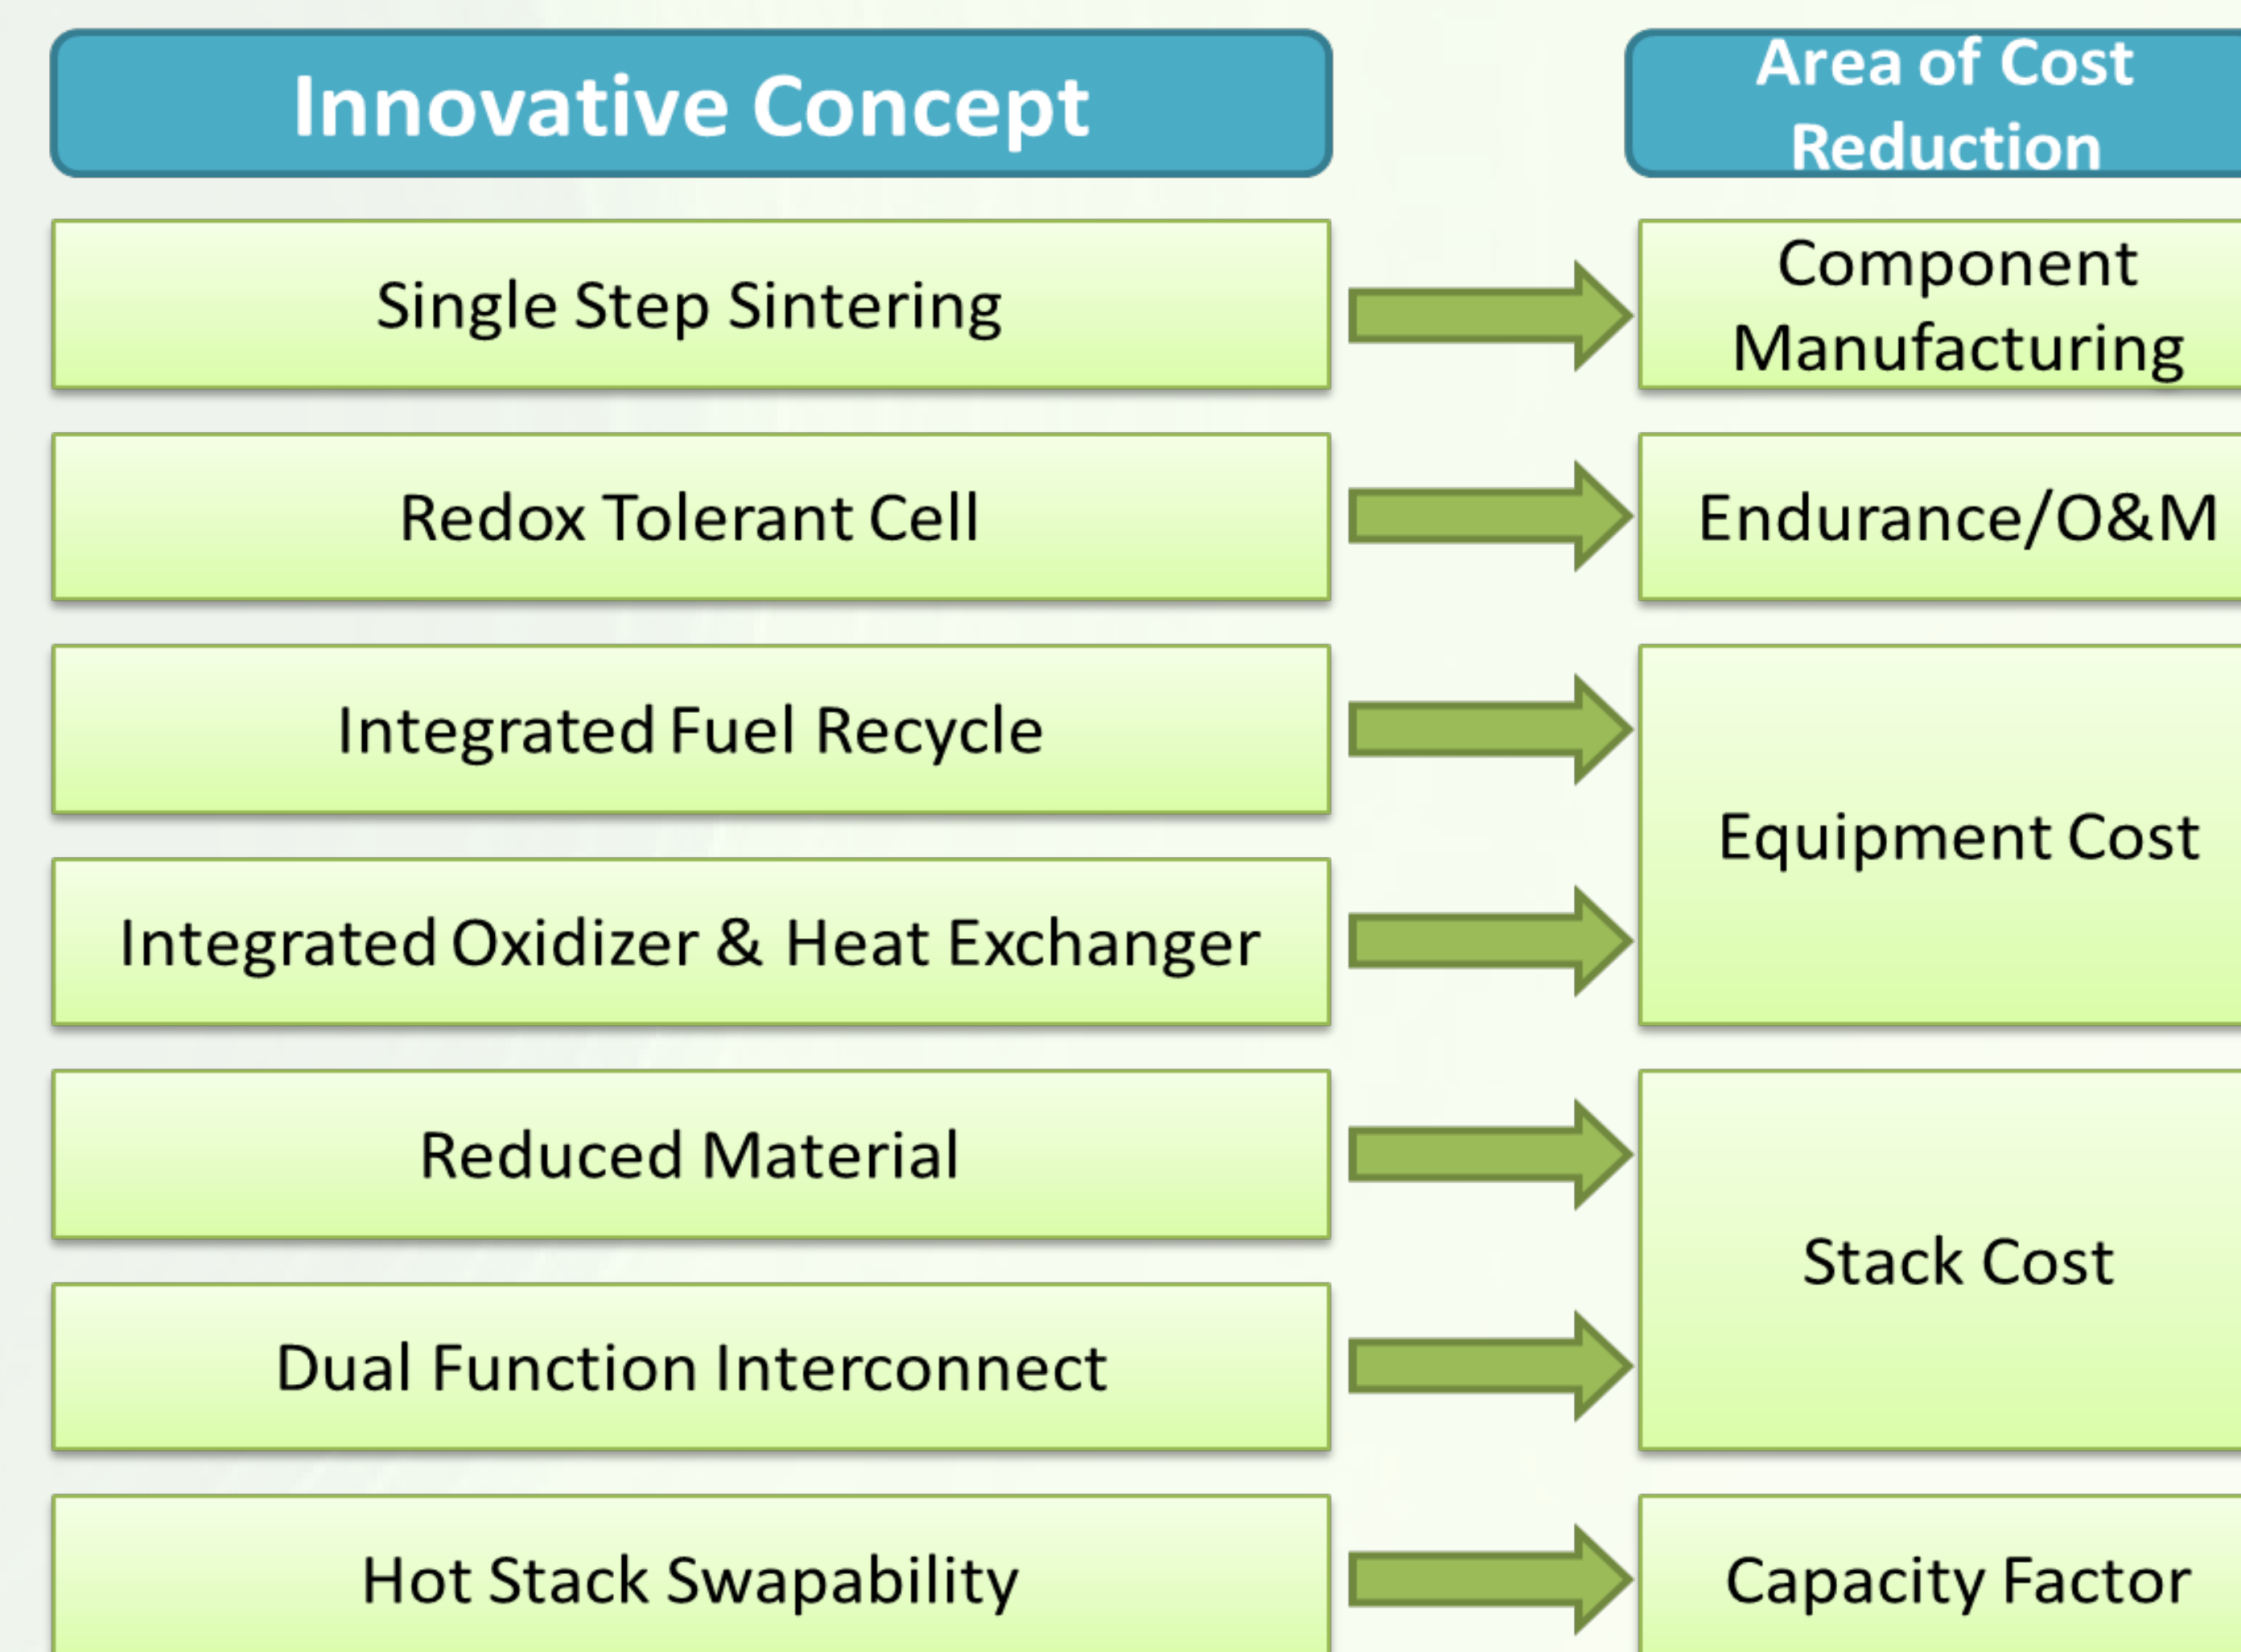 Innovative Concept
Area of Cost
Reduction
Single Step Sintering
Component
Manufacturing
Redox Tolerant Cell
Endurance/O&M
Integrated Fuel Recycle
Equipment Cost
Integrated Oxidizer & Heat Exchanger
Reduced Material
Stack Cost
Dual Function Interconnect
Hot Stack Swapability
Capacity Factor